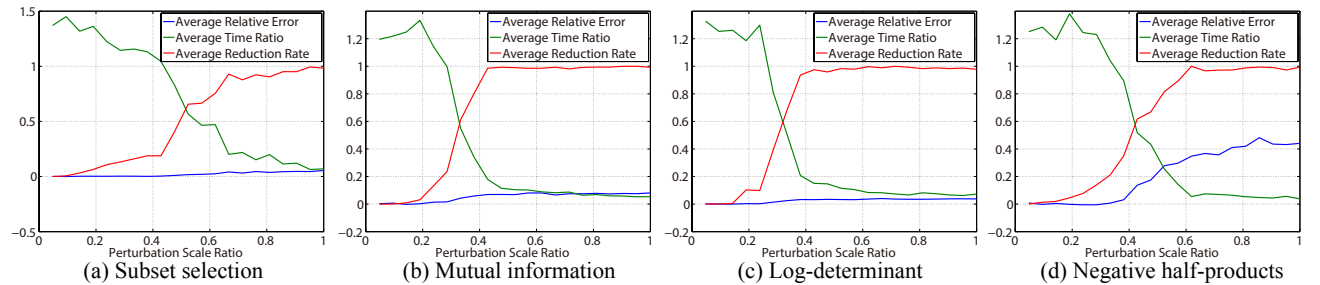 Average Relative Error
Average Time Ratio
Average Reduction Rate
1.5
1
0.5
0
−0.5
0 0.2 0.4 0.6 0.8 1
Perturbation Scale Ratio
(a) Subset selection
Average Relative Error
Average Time Ratio
Average Reduction Rate
1.2
1
0.8
0.6
0.4
0.2
0
−0.2
0 0.2 0.4 0.6 0.8 1
Perturbation Scale Ratio
(b) Mutual information
Average Relative Error
Average Time Ratio
Average Reduction Rate
1.2
1
0.8
0.6
0.4
0.2
0
−0.2
0 0.2 0.4 0.6 0.8 1
Perturbation Scale Ratio
(c) Log-determinant
Average Relative Error
Average Time Ratio
Average Reduction Rate
1.2
1
0.8
0.6
0.4
0.2
0
−0.2
0 0.2 0.4 0.6 0.8 1
Perturbation Scale Ratio
(d) Negative half-products